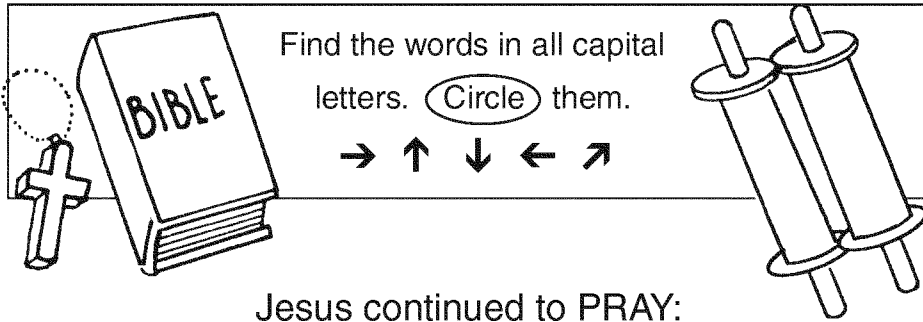 Find the words in all capital
BIBLE
letters. Circle them.
→ ↑ ↓ ← ↗
Jesus continued to PRAY: